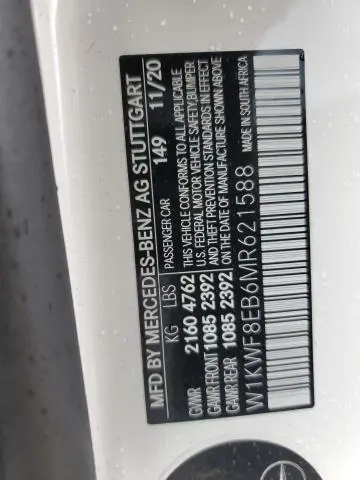 MFD BY MERCEDES-BENZ AG STUTTGART
149 11/20
KG LBS PASSENGER CAR
GVWR 2160 4762 THIS VEHICLE CONFORMS TO ALL APPLICABLE
U.S. FEDERAL MOTOR VEHICLE SAFETY BUMPER
GAWR FRONT 1085 2392 AND THEFT PREVENTION STANDARDS IN EFFECT
GAWR REAR 1085 2392 ON THE DATE OF MANUFACTURE SHOWN ABOVE
MADE IN SOUTH AFRICA
W1KWF8EB6MR621588